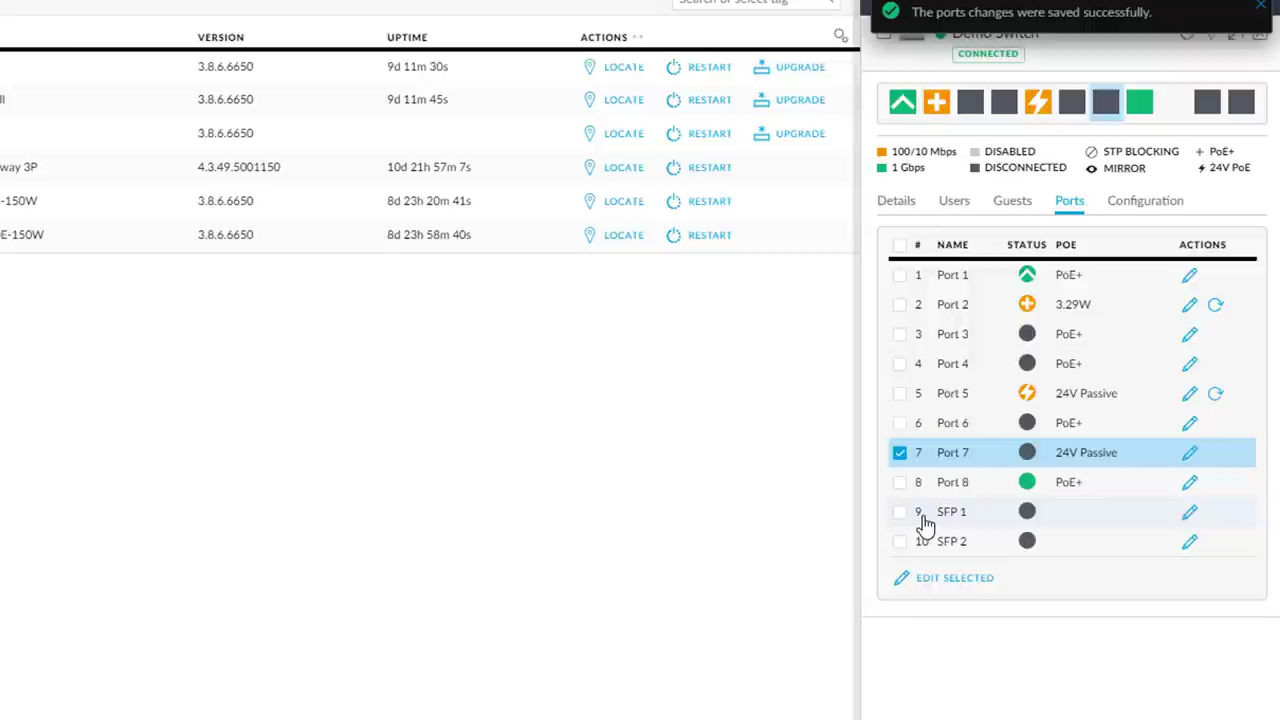 Search or select tag
The ports changes were saved successfully.
Demo Switch
CONNECTED
VERSION UPTIME ACTIONS
3.8.6.6650 9d 11m 30s LOCATE RESTART UPGRADE
3.8.6.6650 9d 11m 45s LOCATE RESTART UPGRADE
3.8.6.6650 LOCATE RESTART UPGRADE
way 3P 4.3.49.5001150 10d 21h 57m 7s LOCATE RESTART
-150W 3.8.6.6650 8d 23h 20m 41s LOCATE RESTART
E-150W 3.8.6.6650 8d 23h 58m 40s LOCATE RESTART
100/10 Mbps DISABLED STP BLOCKING PoE+
1 Gbps DISCONNECTED MIRROR 24V PoE
Details Users Guests Ports Configuration
# NAME STATUS POE ACTIONS
1 Port 1 PoE+
2 Port 2 3.29W
3 Port 3 PoE+
4 Port 4 PoE+
5 Port 5 24V Passive
6 Port 6 PoE+
7 Port 7 24V Passive
8 Port 8 PoE+
9 SFP 1
10 SFP 2
EDIT SELECTED